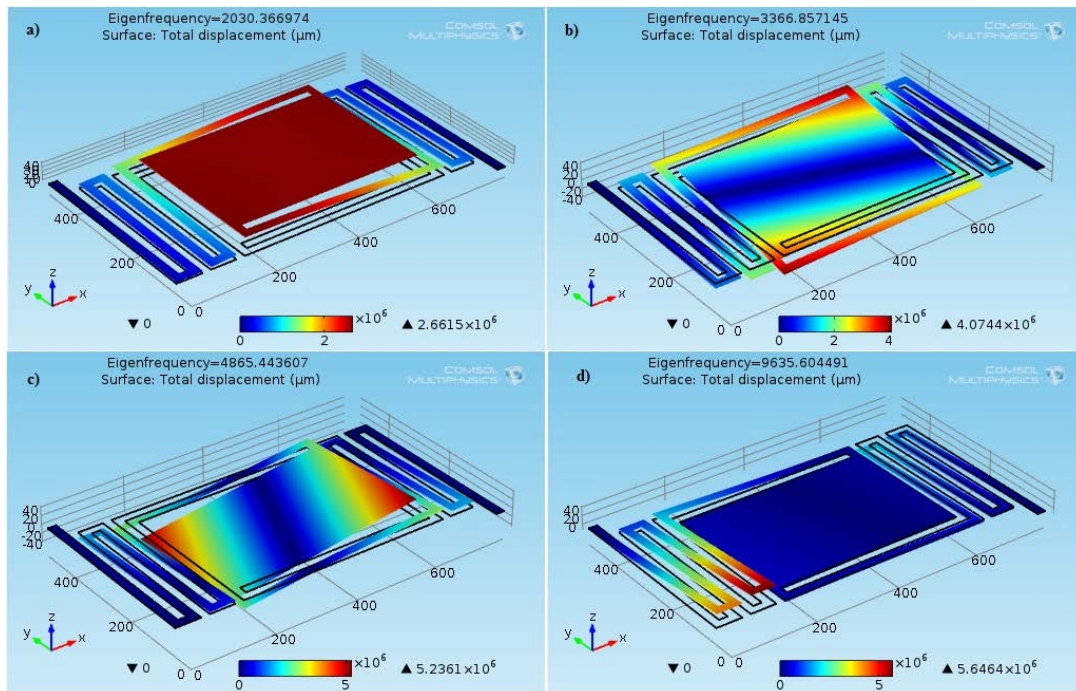 a)
Eigenfrequency=2030.366974
Surface: Total displacement (µm)
COMSOL
MULTIPHYSICS
40
0
400
200
0
0
200
400
600
z
y
x
▼ 0
0
2
×10⁶
▲ 2.6615×10⁶
b)
Eigenfrequency=3366.857145
Surface: Total displacement (µm)
COMSOL
MULTIPHYSICS
40
20
0
-20
-40
400
200
0
0
200
400
600
z
y
x
▼ 0
0
2
4
×10⁶
▲ 4.0744×10⁶
c)
Eigenfrequency=4865.443607
Surface: Total displacement (µm)
COMSOL
MULTIPHYSICS
40
20
0
-20
-40
400
200
0
0
200
400
600
z
y
x
▼ 0
0
5
×10⁶
▲ 5.2361×10⁶
d)
Eigenfrequency=9635.604491
Surface: Total displacement (µm)
COMSOL
MULTIPHYSICS
40
20
0
400
200
0
0
200
400
600
z
y
x
▼ 0
0
5
×10⁶
▲ 5.6464×10⁶